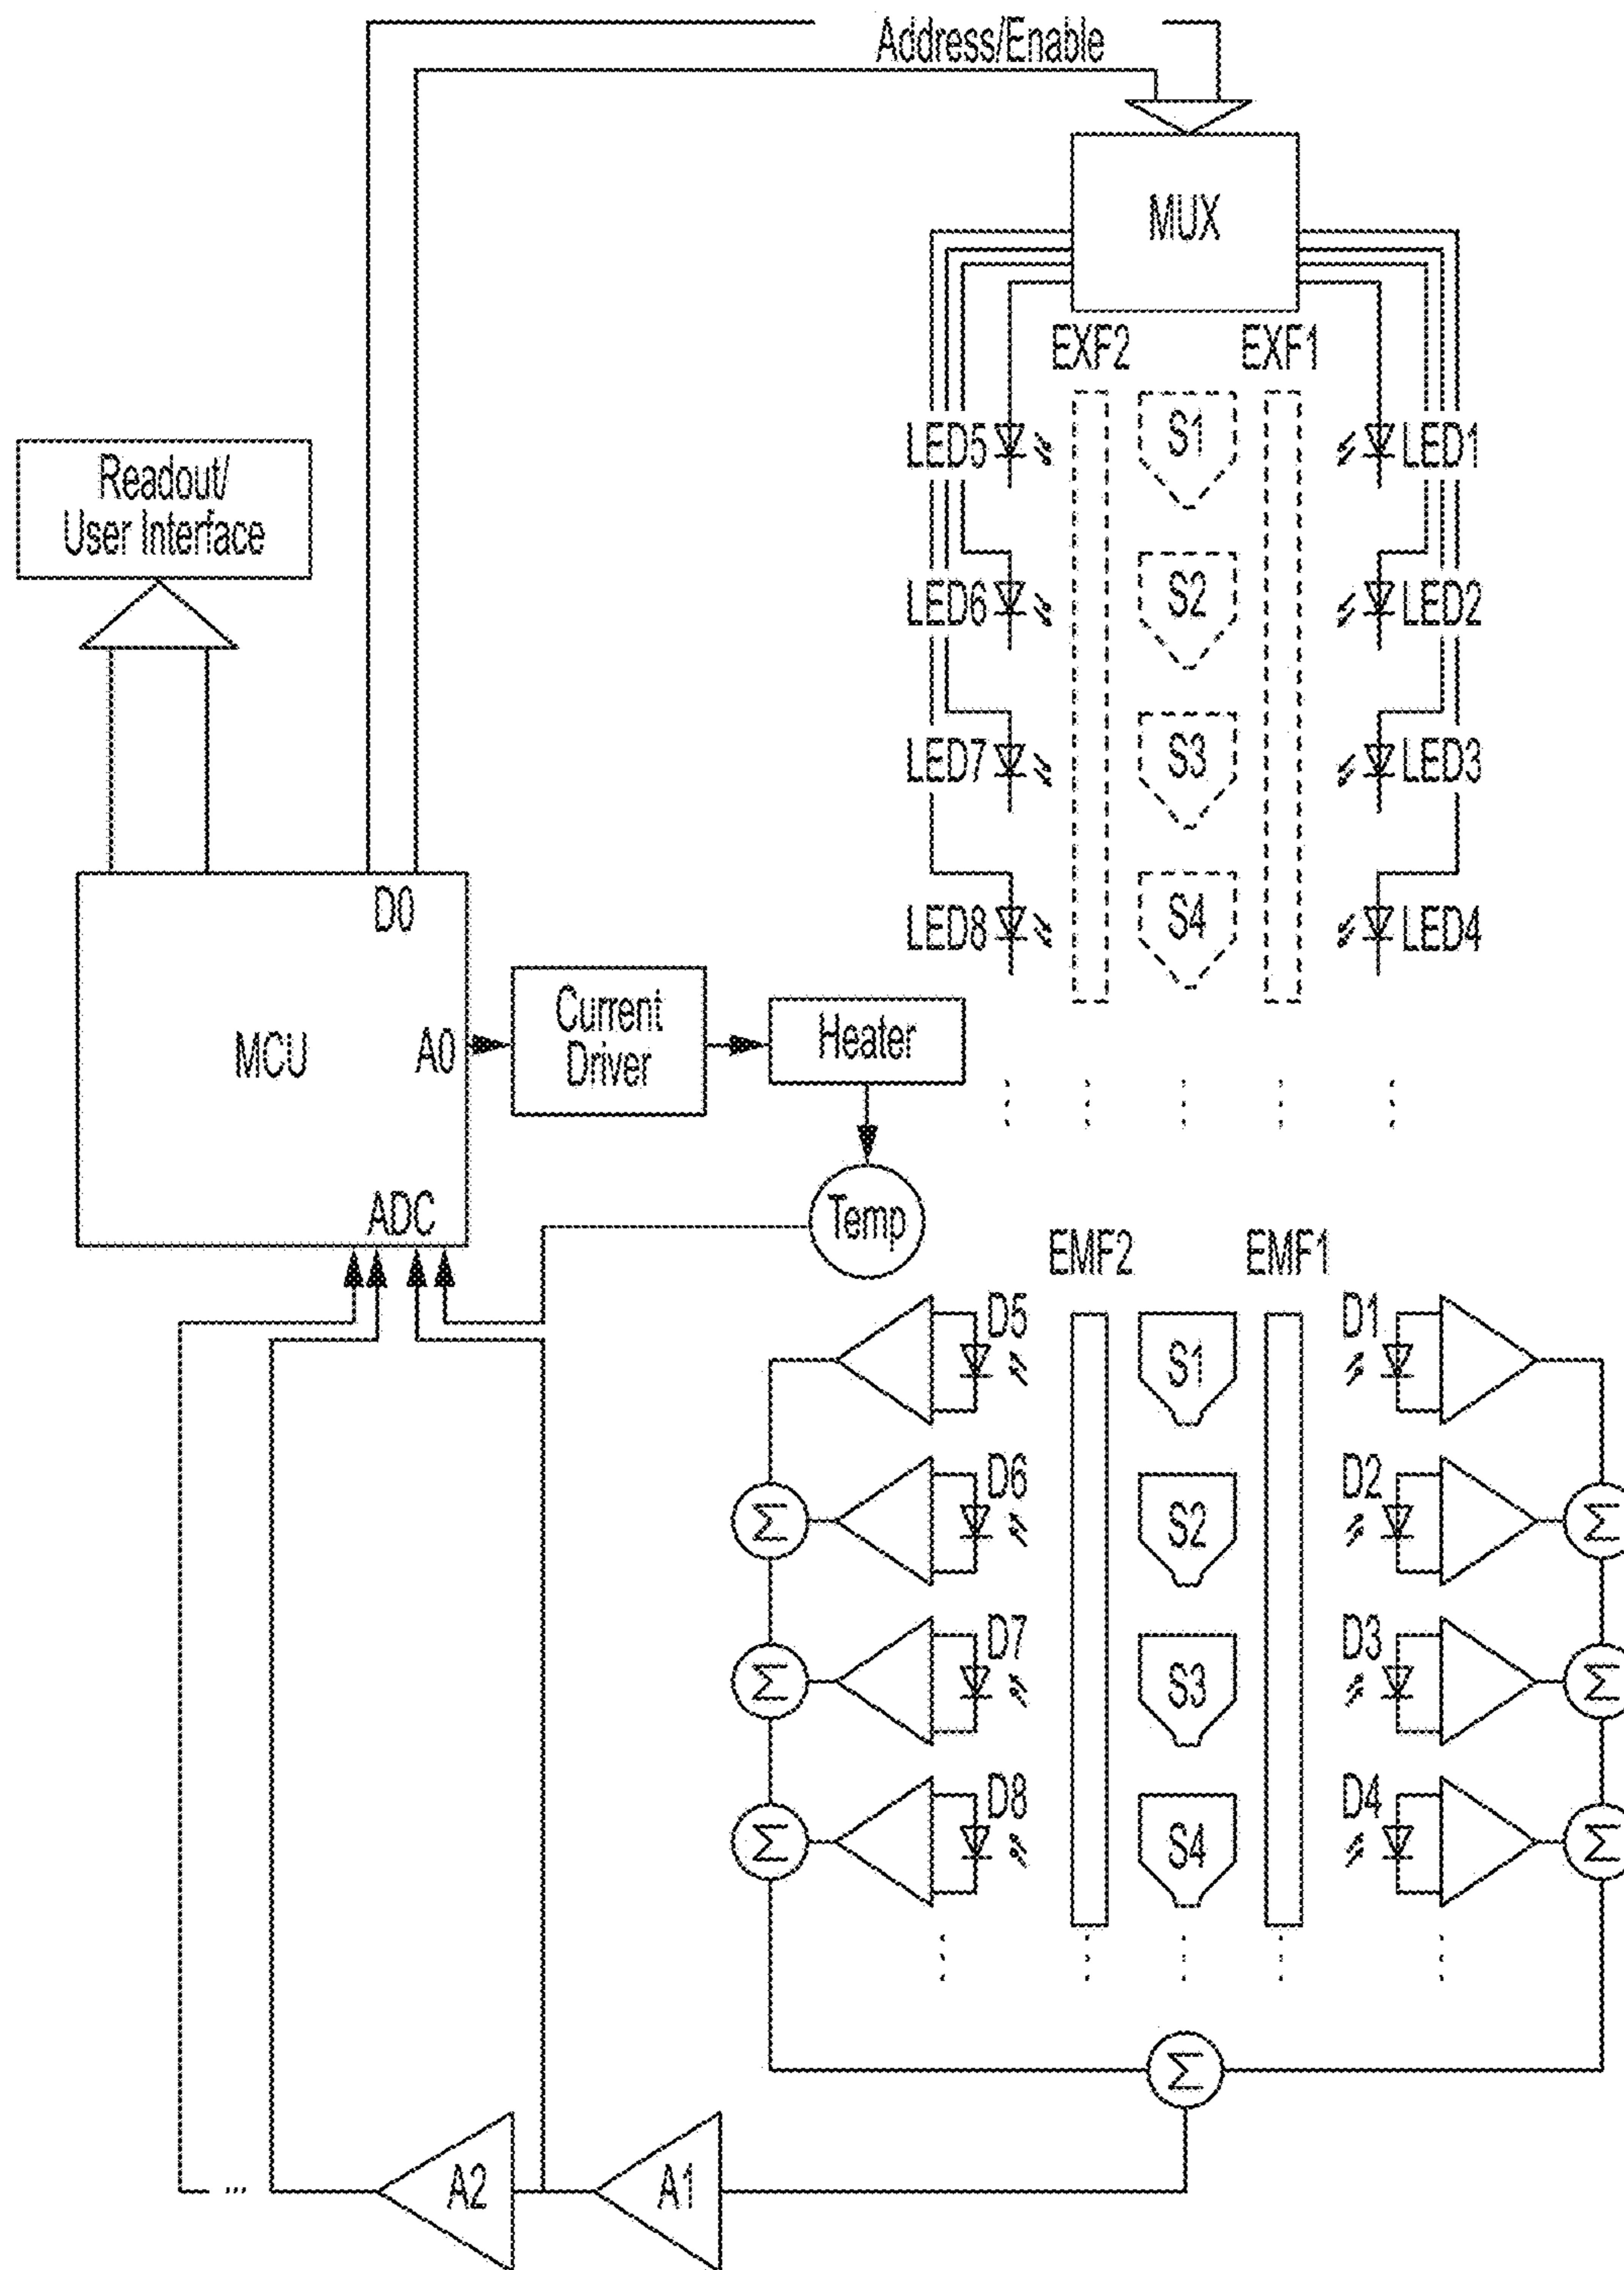 Address/Enable
MUX
EXF2 EXF1
LED5 S1 LED1
Readout/
User Interface
LED6 S2 LED2
LED7 S3 LED3
LED8 S4 LED4
D0
MCU
A0
ADC
Current
Driver
Heater
Temp
EMF2 EMF1
D5 S1 D1
D6 S2 D2
Σ Σ
D7 S3 D3
Σ Σ
D8 S4 D4
Σ Σ
Σ
... A2 A1